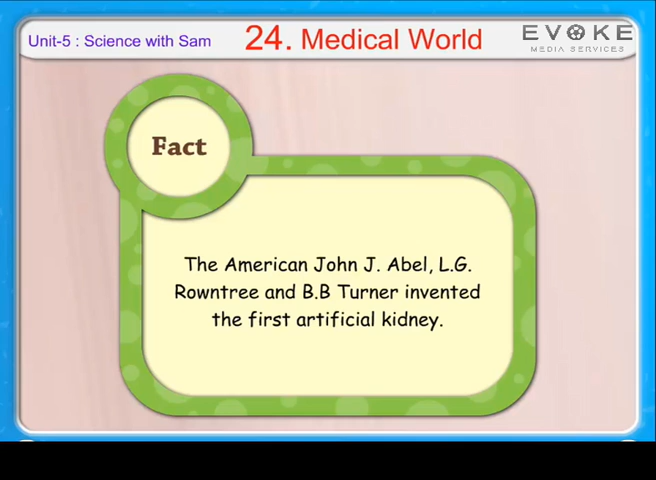 Unit-5 : Science with Sam
24. Medical World
EVOKE
MEDIA SERVICES
Fact
The American John J. Abel, L.G.
Rowntree and B.B Turner invented
the first artificial kidney.